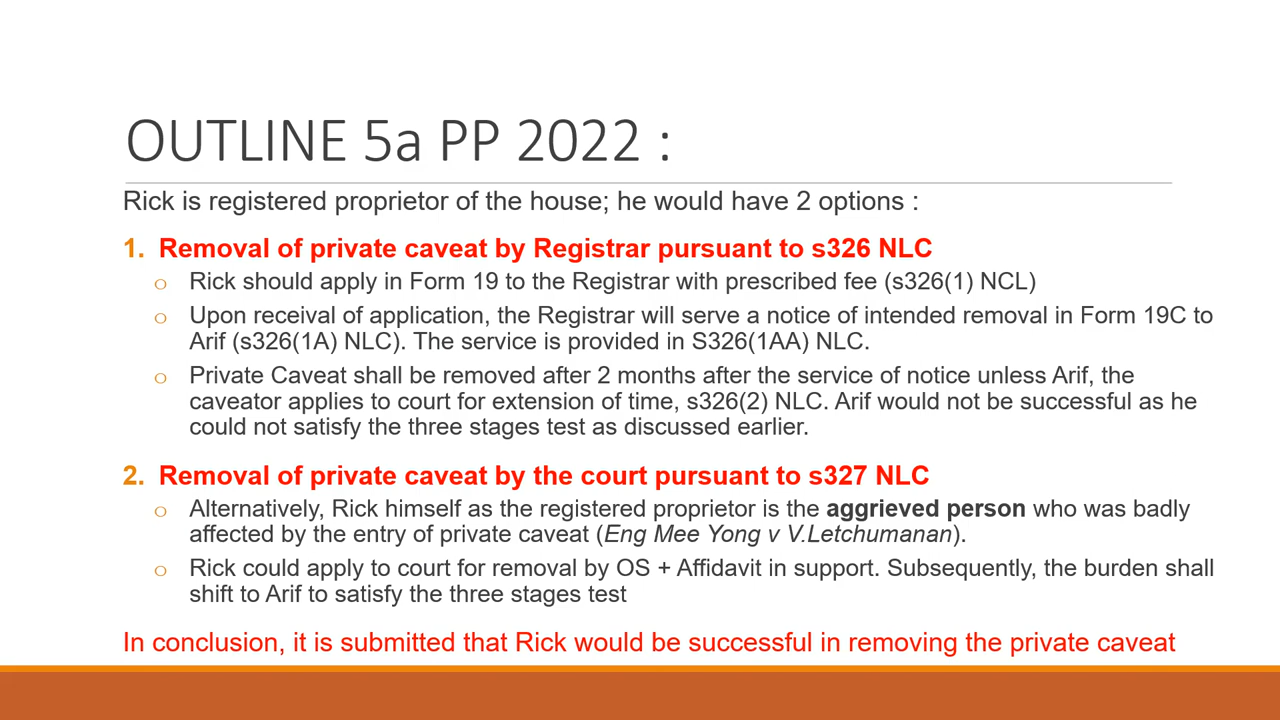 OUTLINE 5a PP 2022 :
Rick is registered proprietor of the house; he would have 2 options :
1. Removal of private caveat by Registrar pursuant to s326 NLC
o Rick should apply in Form 19 to the Registrar with prescribed fee (s326(1) NCL)
o Upon receival of application, the Registrar will serve a notice of intended removal in Form 19C to
Arif (s326(1A) NLC). The service is provided in S326(1AA) NLC.
o Private Caveat shall be removed after 2 months after the service of notice unless Arif, the
caveator applies to court for extension of time, s326(2) NLC. Arif would not be successful as he
could not satisfy the three stages test as discussed earlier.
2. Removal of private caveat by the court pursuant to s327 NLC
o Alternatively, Rick himself as the registered proprietor is the aggrieved person who was badly
affected by the entry of private caveat (Eng Mee Yong v V.Letchumanan).
o Rick could apply to court for removal by OS + Affidavit in support. Subsequently, the burden shall
shift to Arif to satisfy the three stages test
In conclusion, it is submitted that Rick would be successful in removing the private caveat